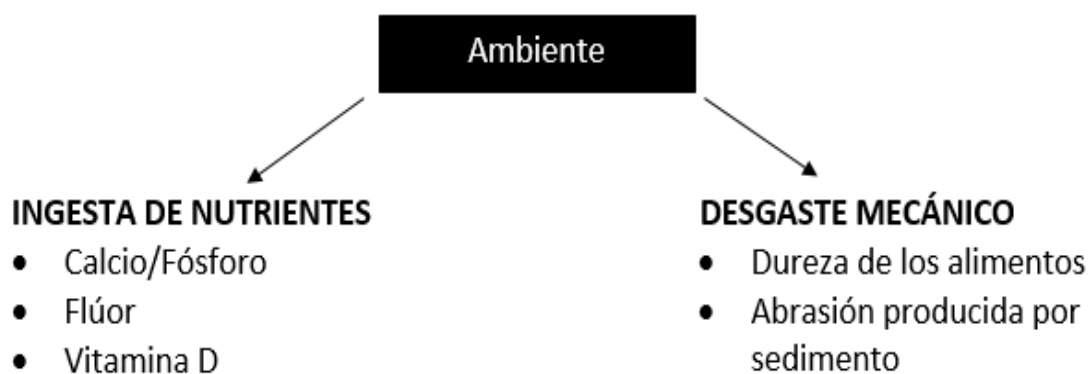 Ambiente
INGESTA DE NUTRIENTES
• Calcio/Fósforo
• Flúor
• Vitamina D
DESGASTE MECÁNICO
• Dureza de los alimentos
• Abrasión producida por
sedimento